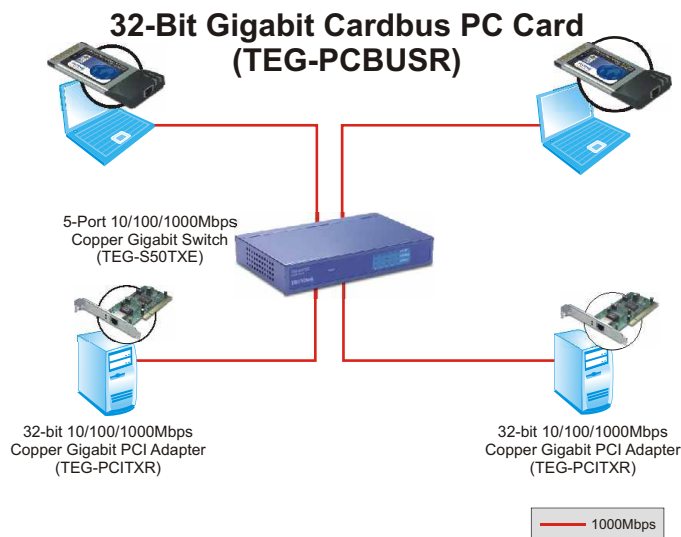 32-Bit Gigabit Cardbus PC Card
(TEG-PCBUSR)
5-Port 10/100/1000Mbps
Copper Gigabit Switch
(TEG-S50TXE)
32-bit 10/100/1000Mbps
Copper Gigabit PCI Adapter
(TEG-PCITXR)
32-bit 10/100/1000Mbps
Copper Gigabit PCI Adapter
(TEG-PCITXR)
1000Mbps